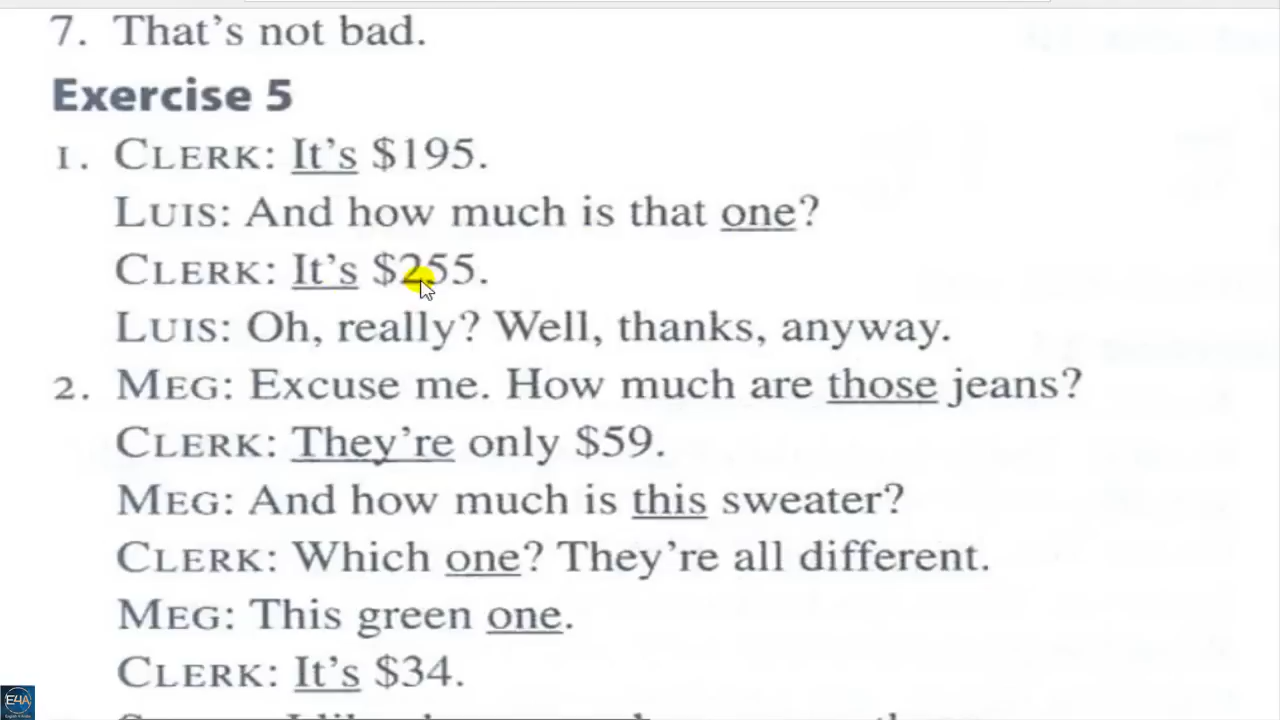 7. That's not bad.
Exercise 5
1. CLERK: It's $195.
LUIS: And how much is that one?
CLERK: It's $255.
LUIS: Oh, really? Well, thanks, anyway.
2. MEG: Excuse me. How much are those jeans?
CLERK: They're only $59.
MEG: And how much is this sweater?
CLERK: Which one? They're all different.
MEG: This green one.
CLERK: It's $34.
E4A